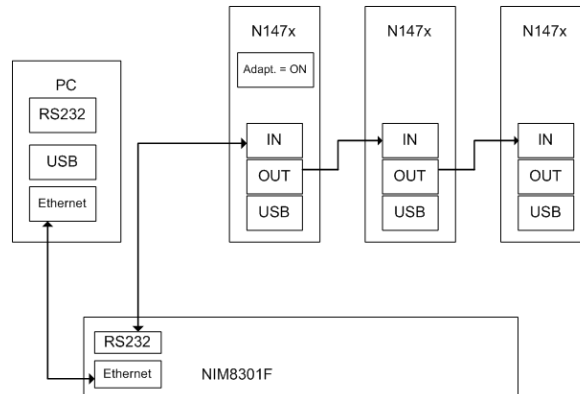 PC
RS232
USB
Ethernet
N147x
Adapt. = ON
IN
OUT
USB
N147x
IN
OUT
USB
N147x
IN
OUT
USB
RS232
Ethernet
NIM8301F